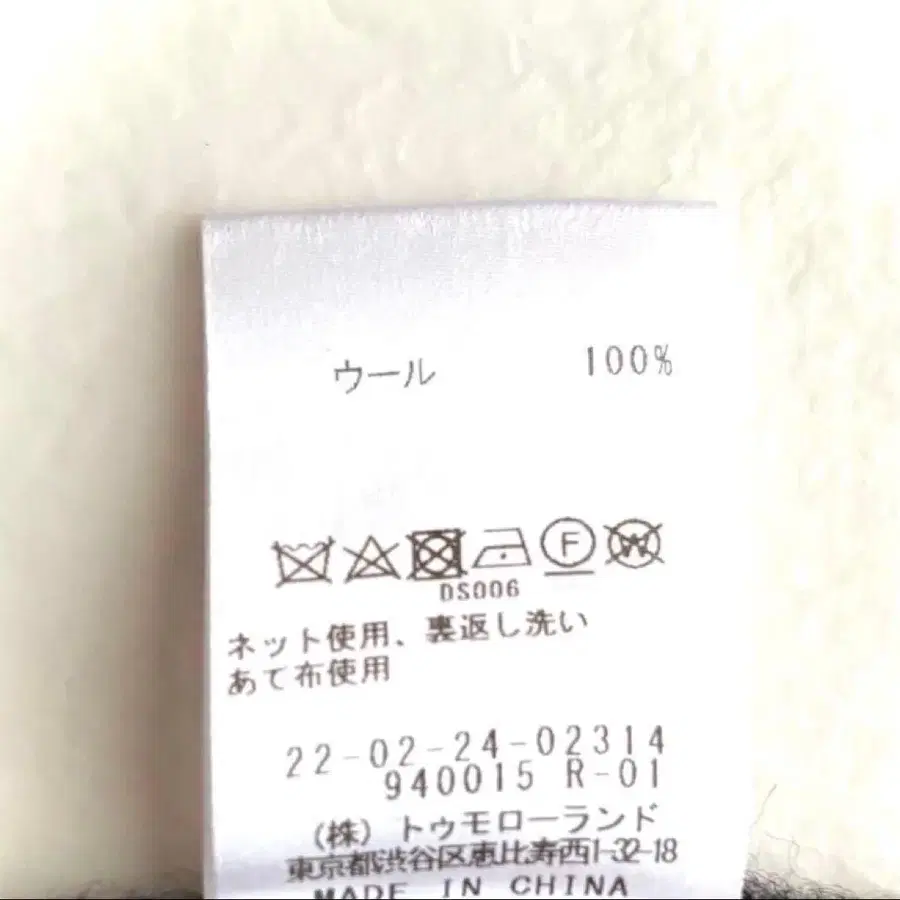 ウール 100%
F W
DS006
ネット使用、裏返し洗い
あて布使用
22-02-24-02314
940015 R-01
(株) トゥモローランド
東京都渋谷区恵比寿西1-32-18
MADE IN CHINA